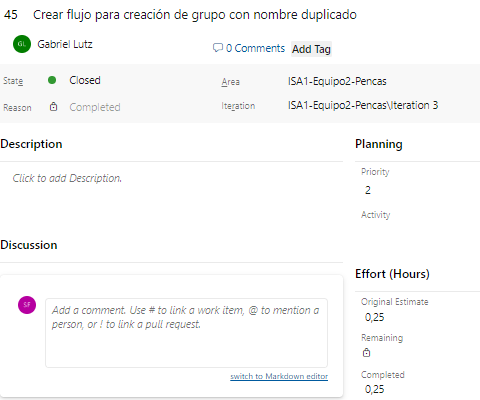 45 Crear flujo para creación de grupo con nombre duplicado
GL Gabriel Lutz 0 Comments Add Tag
State Closed Area ISA1-Equipo2-Pencas
Reason Completed Iteration ISA1-Equipo2-Pencas\Iteration 3
Description Planning
Click to add Description. Priority
2
Activity
Discussion
Effort (Hours)
SF Add a comment. Use # to link a work item, @ to mention a Original Estimate
person, or ! to link a pull request. 0,25
Remaining
switch to Markdown editor Completed
0,25